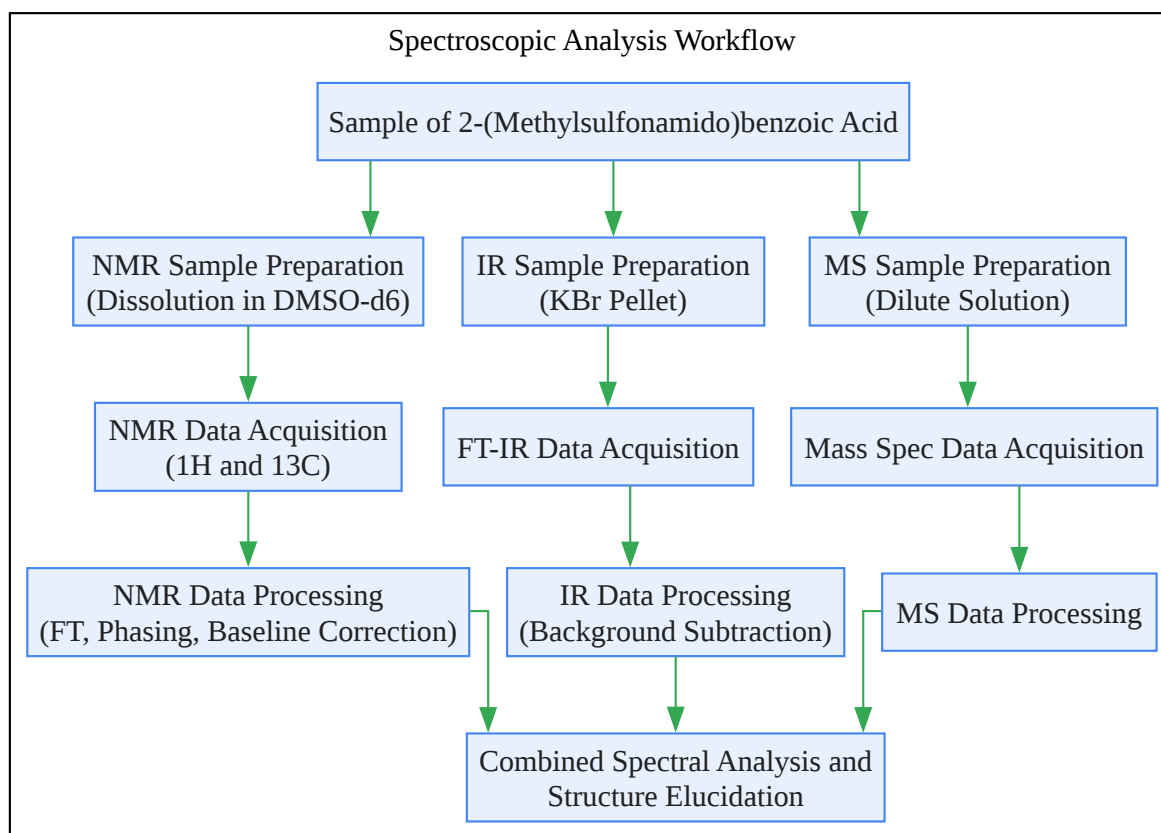 Spectroscopic Analysis Workflow
Sample of 2-(Methylsulfonamido)benzoic Acid
NMR Sample Preparation
(Dissolution in DMSO-d6)
IR Sample Preparation
(KBr Pellet)
MS Sample Preparation
(Dilute Solution)
NMR Data Acquisition
(1H and 13C)
FT-IR Data Acquisition
Mass Spec Data Acquisition
NMR Data Processing
(FT, Phasing, Baseline Correction)
IR Data Processing
(Background Subtraction)
MS Data Processing
Combined Spectral Analysis and
Structure Elucidation